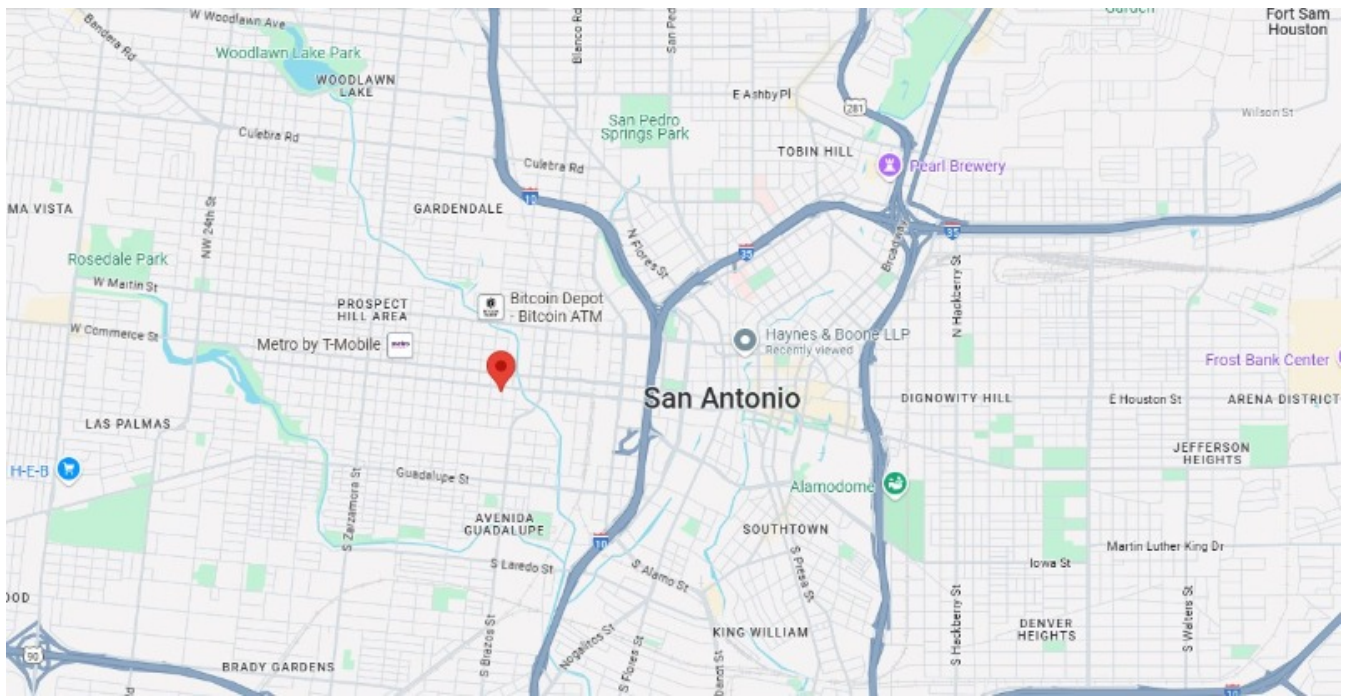 Garden
Fort Sam
Houston
W Woodlawn Ave
Bandera Rd
Woodlawn Lake Park
WOODLAWN
LAKE
Blanco Rd
San Ped
E Ashby Pl
281
Wilson St
San Pedro
Springs Park
Culebra Rd
TOBIN HILL
Culebra Rd
Pearl Brewery
10
GARDENDALE
MA VISTA
NW 24th St
N Flores St
35
Broadway
35
N Hackberry St
Rosedale Park
W Martin St
PROSPECT
HILL AREA
Bitcoin Depot
- Bitcoin ATM
W Commerce St
Metro by T-Mobile
Haynes & Boone LLP
Recently viewed
Frost Bank Center
San Antonio
DIGNOWITY HILL
E Houston St
ARENA DISTRICT
LAS PALMAS
JEFFERSON
HEIGHTS
H-E-B
Guadalupe St
S Zarzamora St
Alamodome
AVENIDA
GUADALUPE
SOUTHTOWN
10
Martin Luther King Dr
S Laredo St
S Alamo St
S Presa St
Iowa St
OOD
S Brazos St
Nogalitos St
S Flores St
KING WILLIAM
S Hackberry St
DENVER
HEIGHTS
S Walters St
90
BRADY GARDENS
Rd
10